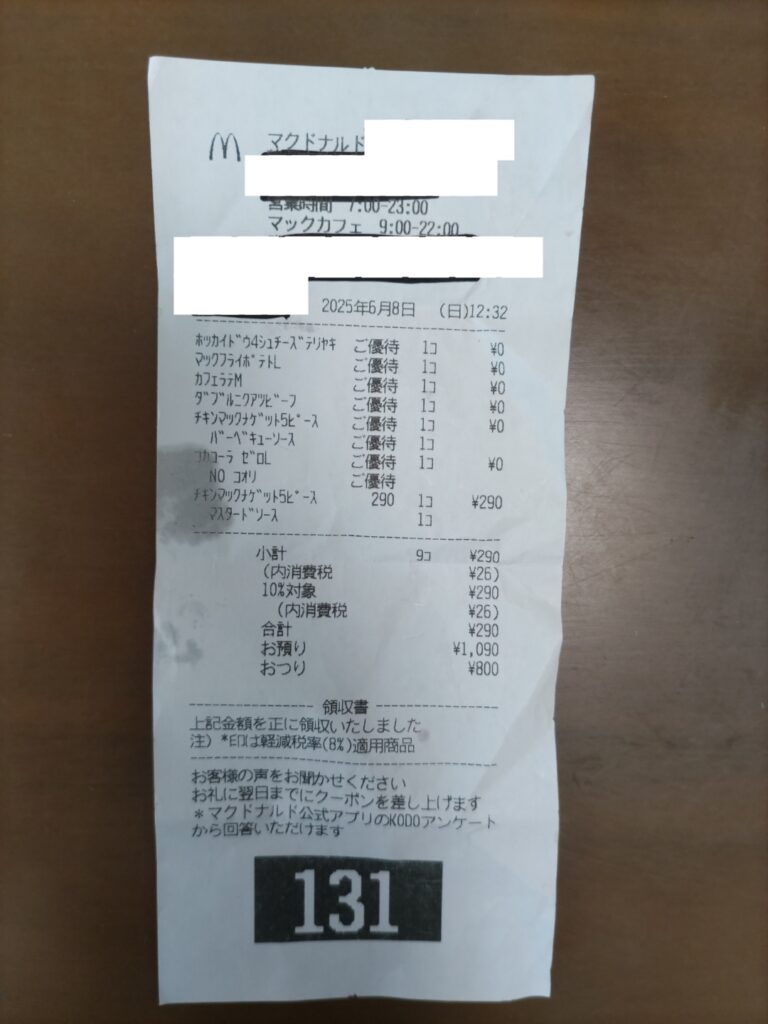 マクドナルド
営業時間 7:00-23:00
マックカフェ 9:00-22:00
2025年6月8日 (日)12:32
ﾎｯｶｲﾄﾞｳ4ｼｭﾁｰｽﾞﾃﾘﾔｷ ご優待 1コ ¥0
ﾏｯｸﾌﾗｲﾎﾟﾃﾄL ご優待 1コ ¥0
ｶﾌｪﾗﾃM ご優待 1コ ¥0
ﾀﾞﾌﾞﾙﾆｸｱﾂﾋﾞｰﾌ ご優待 1コ ¥0
ﾁｷﾝﾏｯｸﾅｹﾞｯﾄ5ﾋﾟｰｽ ご優待 1コ ¥0
ﾊﾞｰﾍﾞｷｭｰｿｰｽ ご優待 1コ
ｺｶｺｰﾗ ｾﾞﾛL ご優待 1コ ¥0
NO ｺｵﾘ ご優待
ﾁｷﾝﾏｯｸﾅｹﾞｯﾄ5ﾋﾟｰｽ 290 1コ ¥290
ﾏｽﾀｰﾄﾞｿｰｽ 1コ
小計 9コ ¥290
(内消費税 ¥26)
10%対象 ¥290
(内消費税 ¥26)
合計 ¥290
お預り ¥1,090
おつり ¥800
領収書
上記金額を正に領収いたしました
注) *印は軽減税率(8%)適用商品
お客様の声をお聞かせください
お礼に翌日までにクーポンを差し上げます
*マクドナルド公式アプリのKODOアンケート
から回答いただけます
131